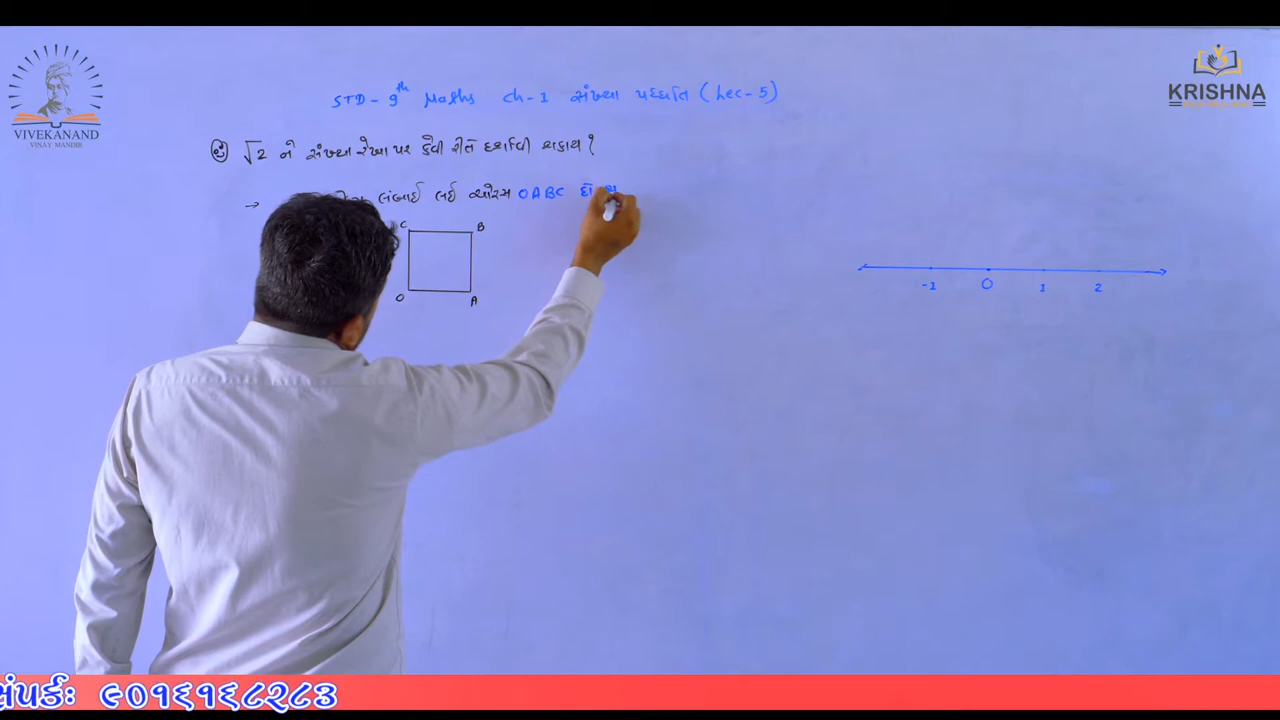 VIVEKANAND
VINAY MANDIR
KRISHNA
STD - 9th Maths ch-1 સંખ્યા પદ્ધતિ (Lec-5)
√2 ને સંખ્યા રેખા પર કેવી રીતે દર્શાવી શકાય ?
→ લંબાઈ લઈ ચોરસ OABC દો
C B
O A
-1 0 1 2
સંપર્કઃ ૯૦૧૬૧૬૮૨૮૩